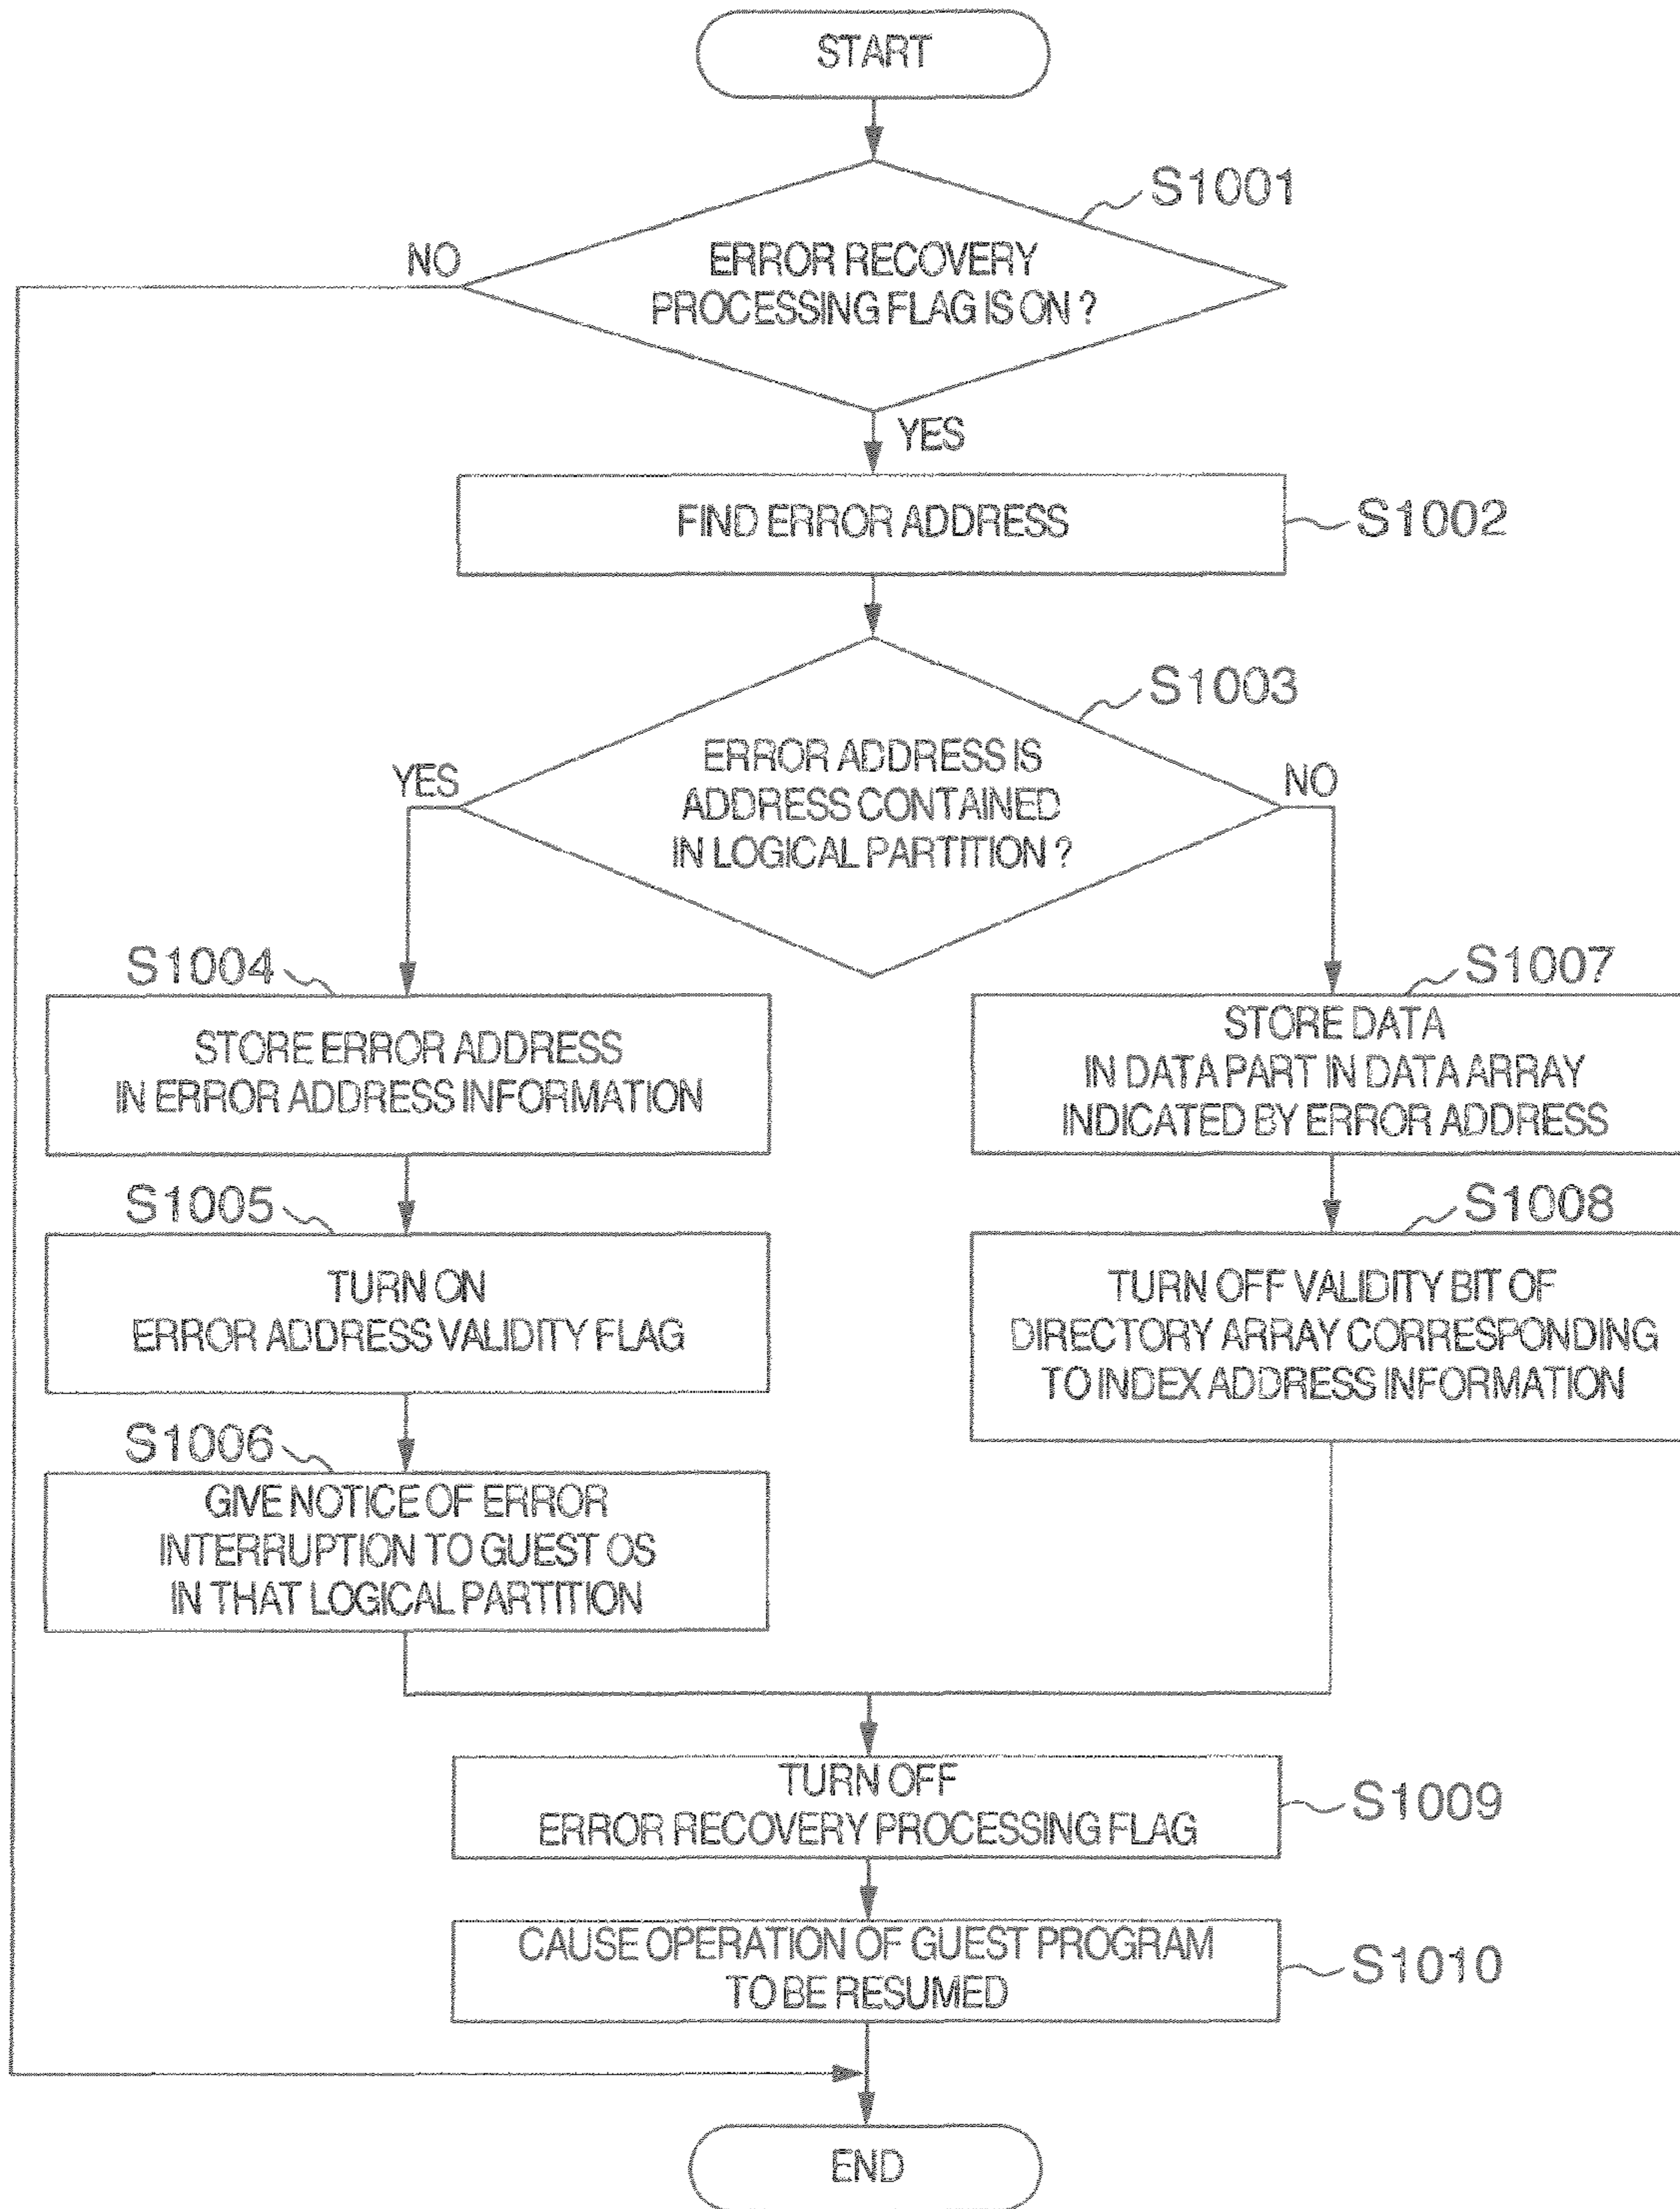 START
S1001
NO
ERROR RECOVERY
PROCESSING FLAG IS ON ?
YES
FIND ERROR ADDRESS
S1002
S1003
YES
ERROR ADDRESS IS
ADDRESS CONTAINED
IN LOGICAL PARTITION ?
NO
S1004
STORE ERROR ADDRESS
IN ERROR ADDRESS INFORMATION
S1007
STORE DATA
IN DATA PART IN DATA ARRAY
INDICATED BY ERROR ADDRESS
S1005
TURN ON
ERROR ADDRESS VALIDITY FLAG
S1008
TURN OFF VALIDITY BIT OF
DIRECTORY ARRAY CORRESPONDING
TO INDEX ADDRESS INFORMATION
S1006
GIVE NOTICE OF ERROR
INTERRUPTION TO GUEST OS
IN THAT LOGICAL PARTITION
TURN OFF
ERROR RECOVERY PROCESSING FLAG
S1009
CAUSE OPERATION OF GUEST PROGRAM
TO BE RESUMED
S1010
END